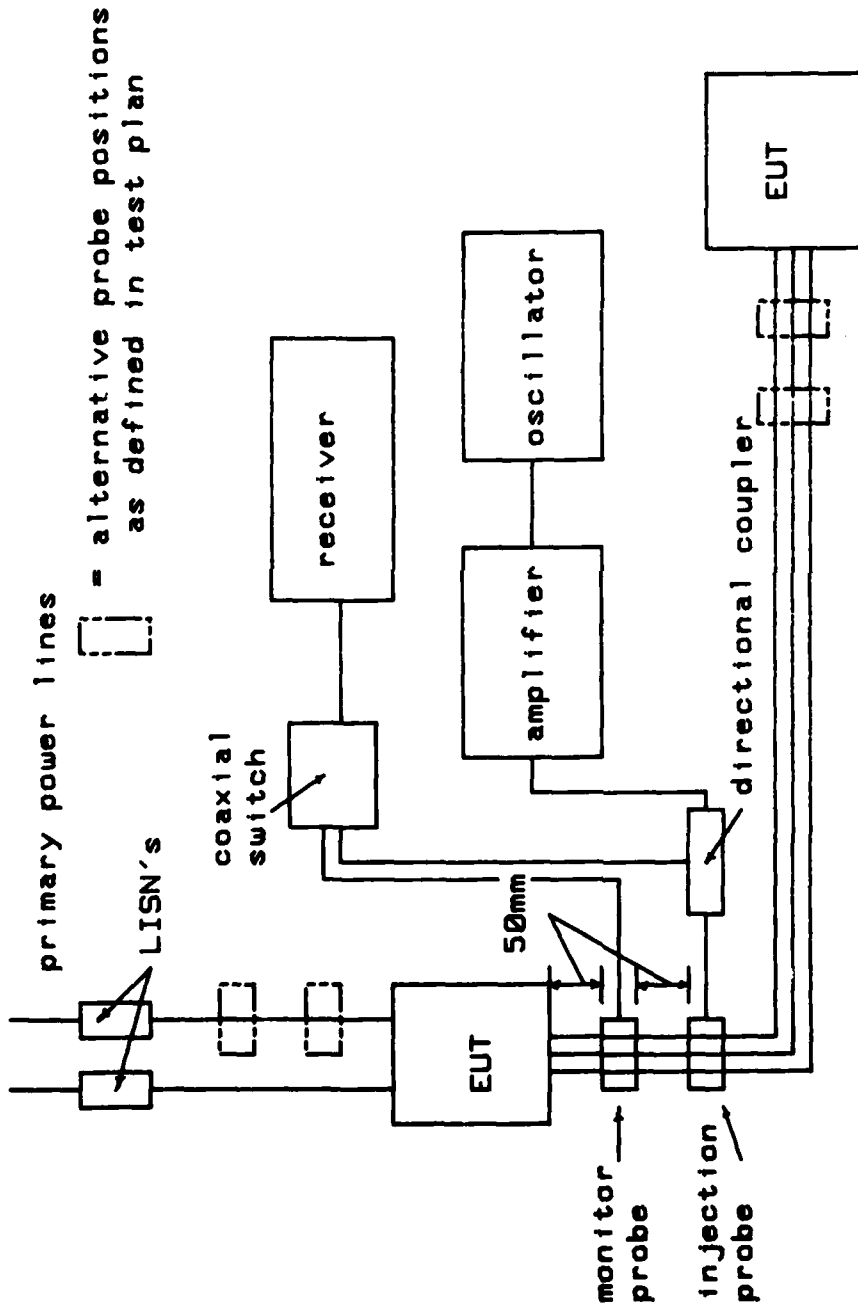 primary power lines
= alternative probe positions
as defined in test plan
LISN's
coaxial
switch
receiver
EUT
50mm
amplifier
oscillator
monitor
probe
injection
probe
directional coupler
EUT